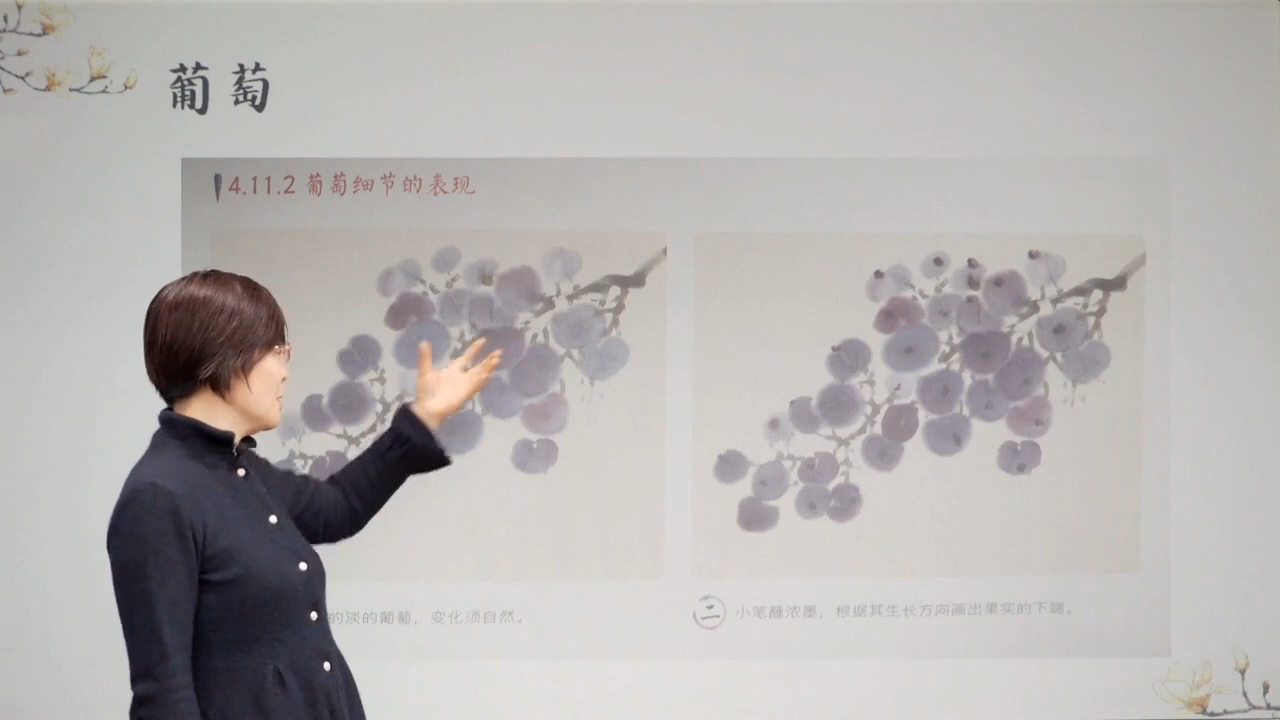 葡萄
4.11.2 葡萄细节的表现
的淡的葡萄，变化须自然。
二 小笔蘸浓墨，根据其生长方向画出果实的下端。